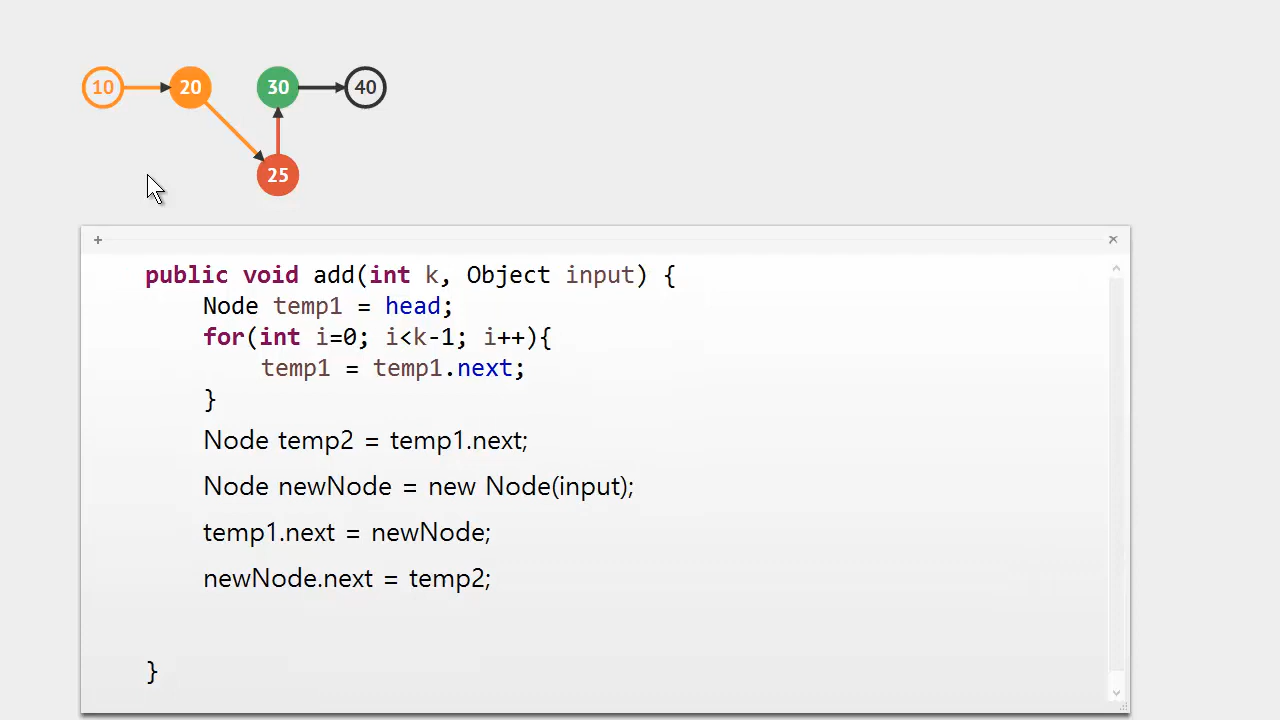 10 20 30 40
25
+
public void add(int k, Object input) {
Node temp1 = head;
for(int i=0; i<k-1; i++){
temp1 = temp1.next;
}
Node temp2 = temp1.next;
Node newNode = new Node(input);
temp1.next = newNode;
newNode.next = temp2;
}